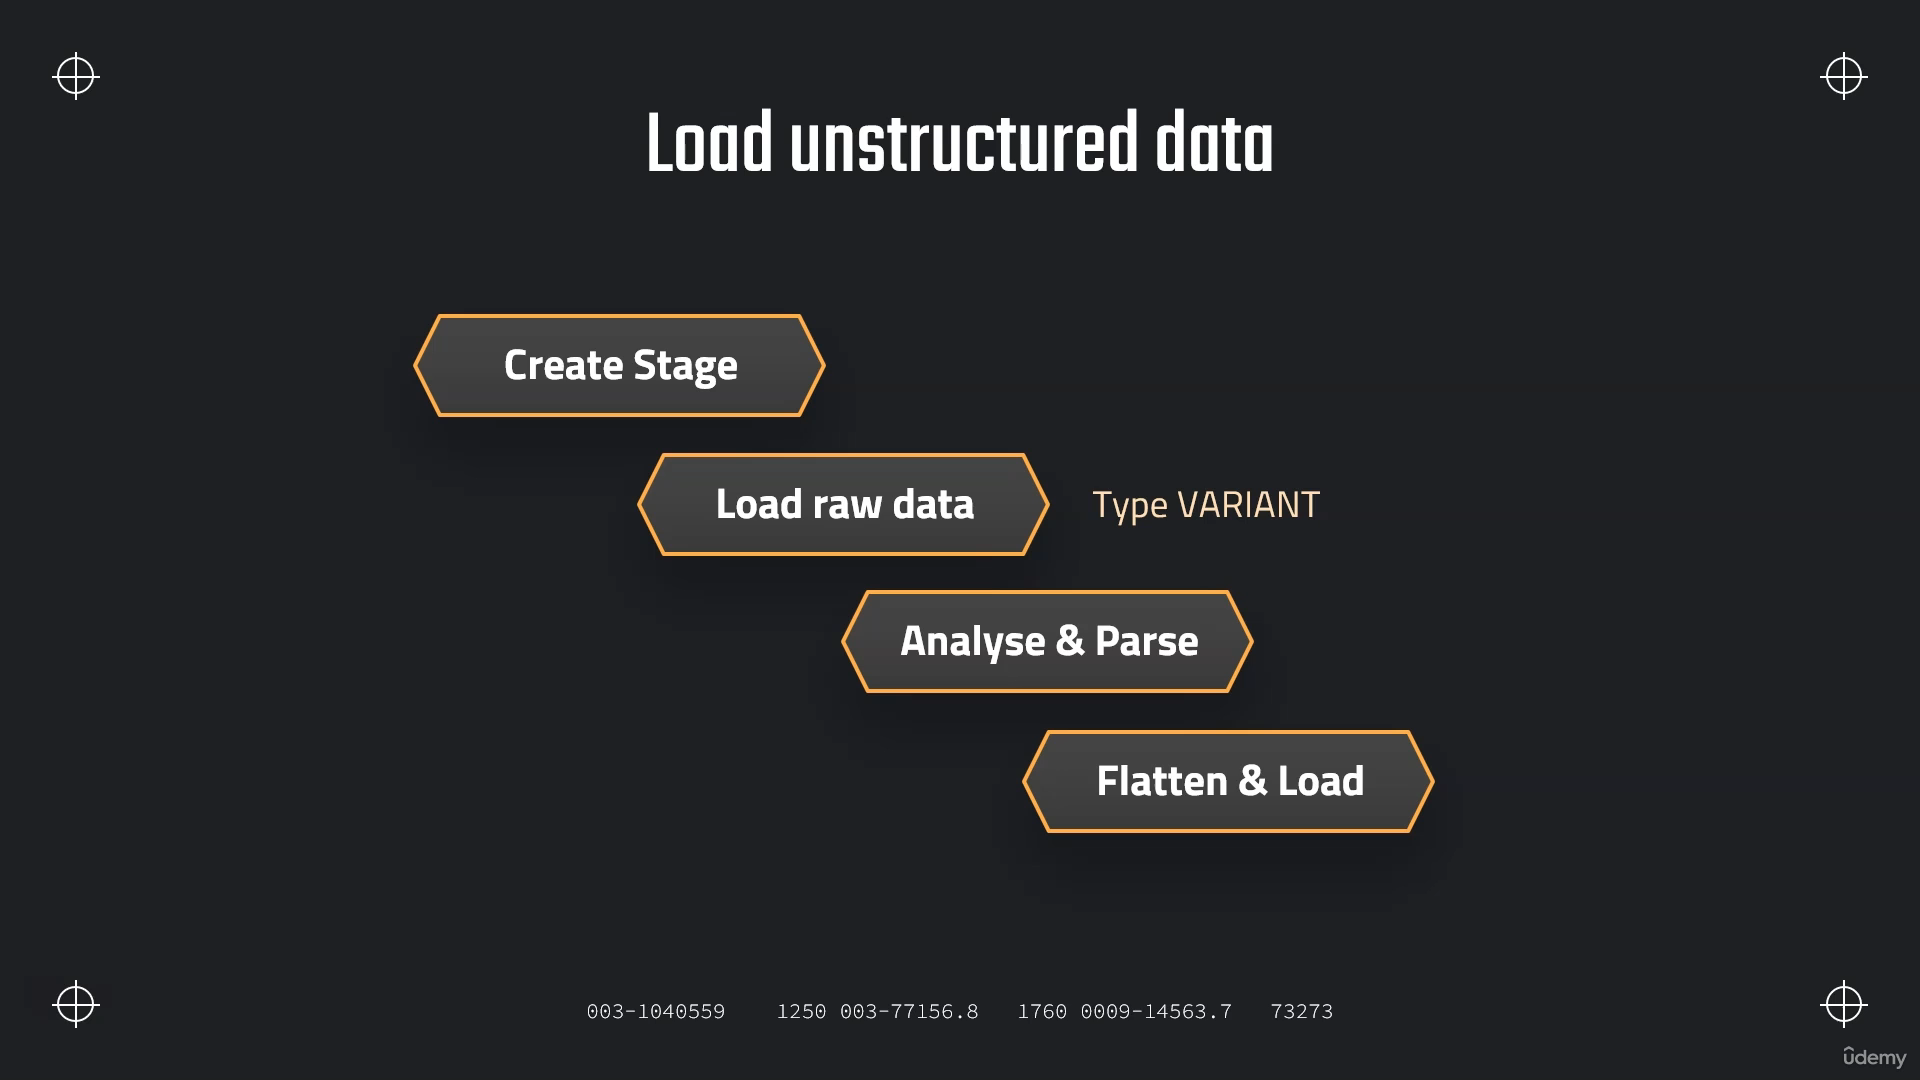 Load unstructured data
Create Stage
Load raw data
Type VARIANT
Analyse & Parse
Flatten & Load
003-1040559 1250 003-77156.8 1760 0009-14563.7 73273
ûdemy